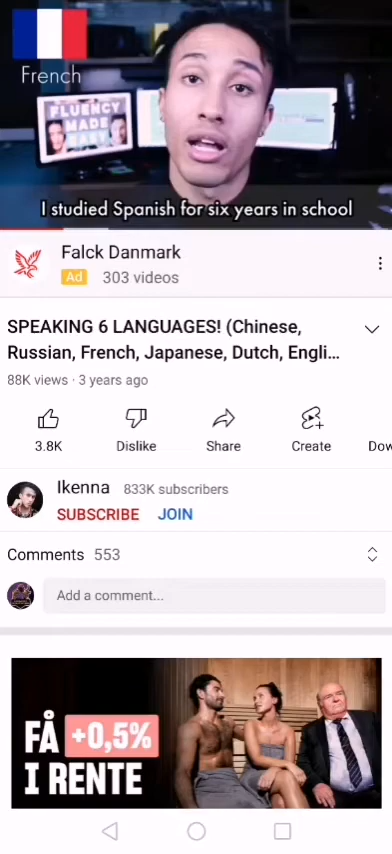 French
FLUENCY
MADE
EASY
I studied Spanish for six years in school
Falck Danmark
Ad 303 videos
SPEAKING 6 LANGUAGES! (Chinese,
Russian, French, Japanese, Dutch, Engli...
88K views · 3 years ago
3.8K Dislike Share Create Dow
Ikenna 833K subscribers
SUBSCRIBE JOIN
Comments 553
Add a comment...
FÅ +0,5%
I RENTE